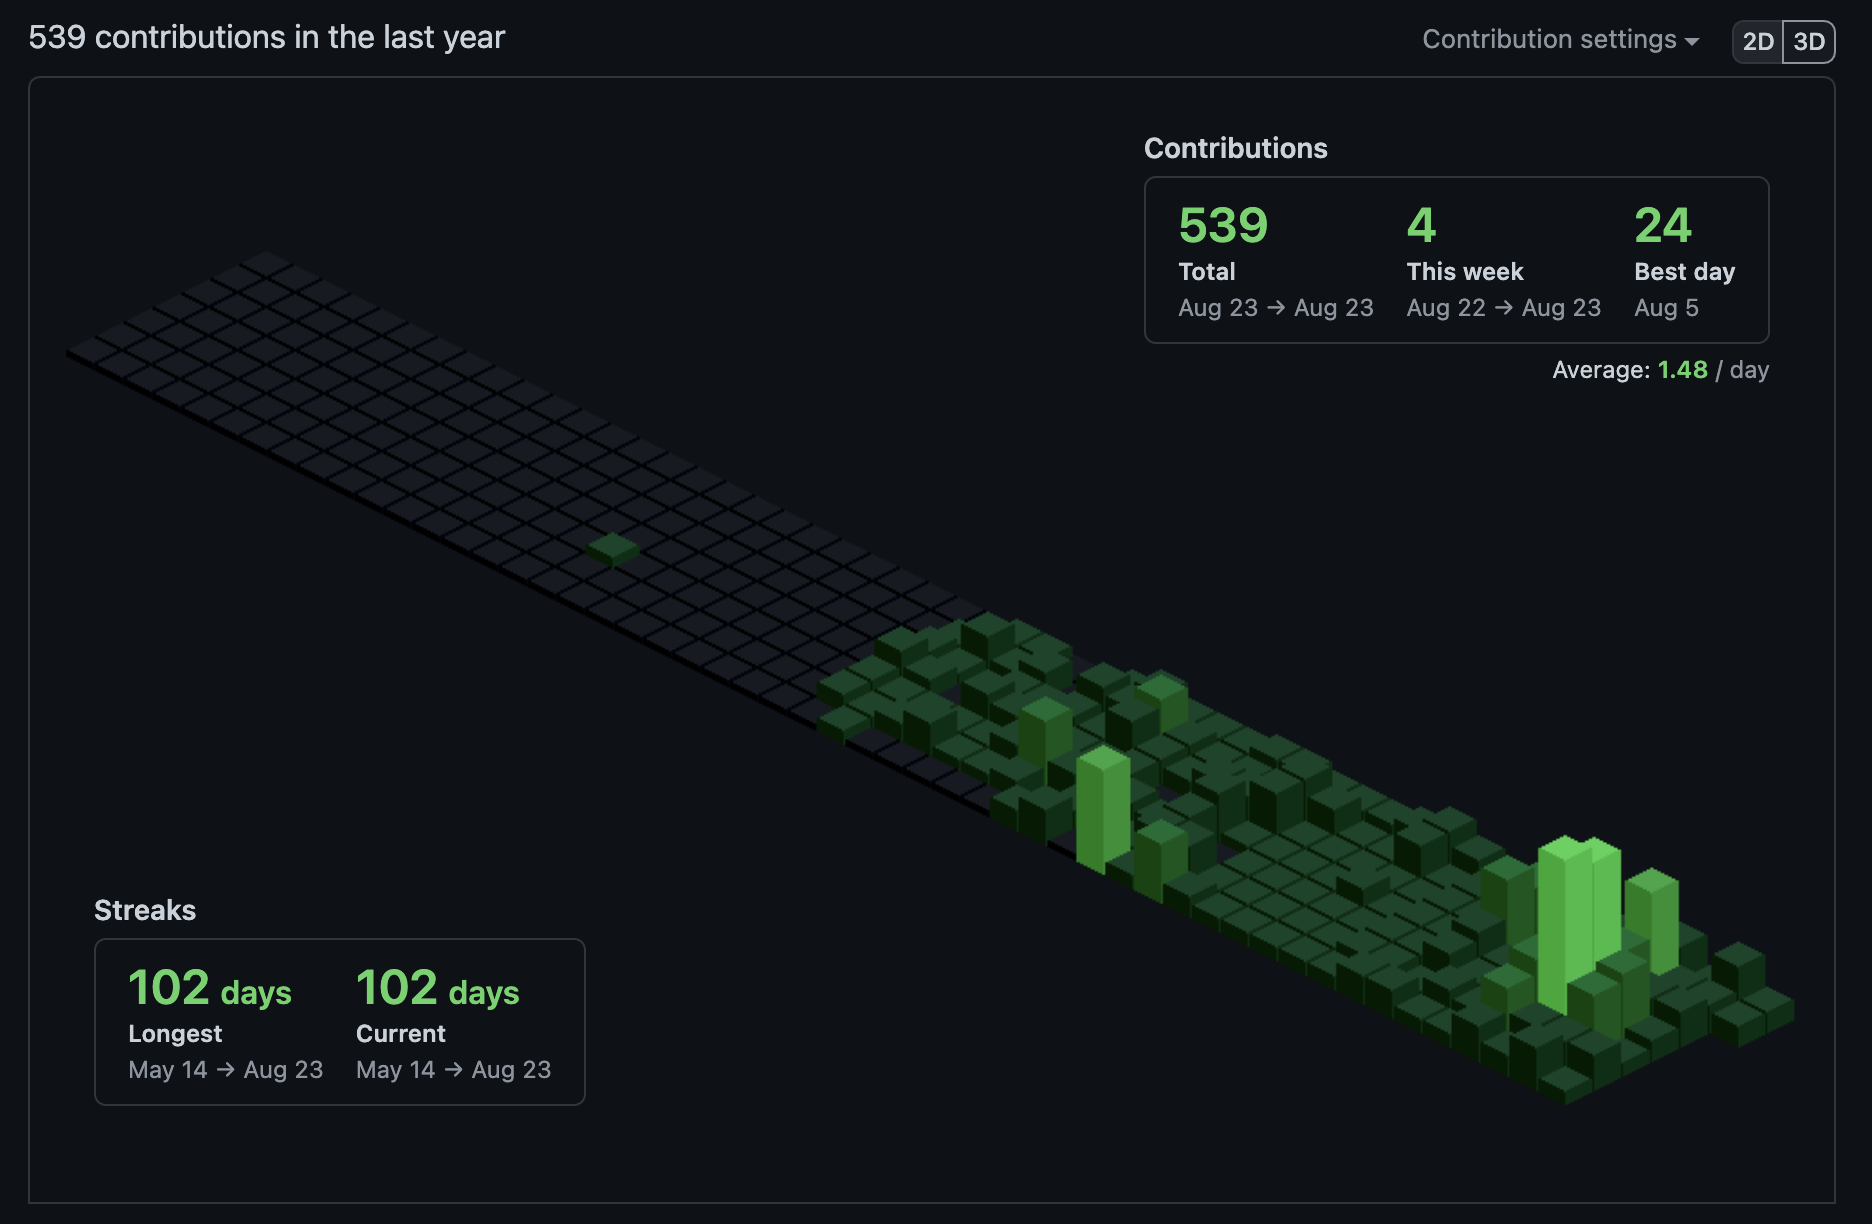 539 contributions in the last year
Contribution settings
2D 3D
Contributions
539 4 24
Total This week Best day
Aug 23 → Aug 23 Aug 22 → Aug 23 Aug 5
Average: 1.48 / day
Streaks
102 days 102 days
Longest Current
May 14 → Aug 23 May 14 → Aug 23